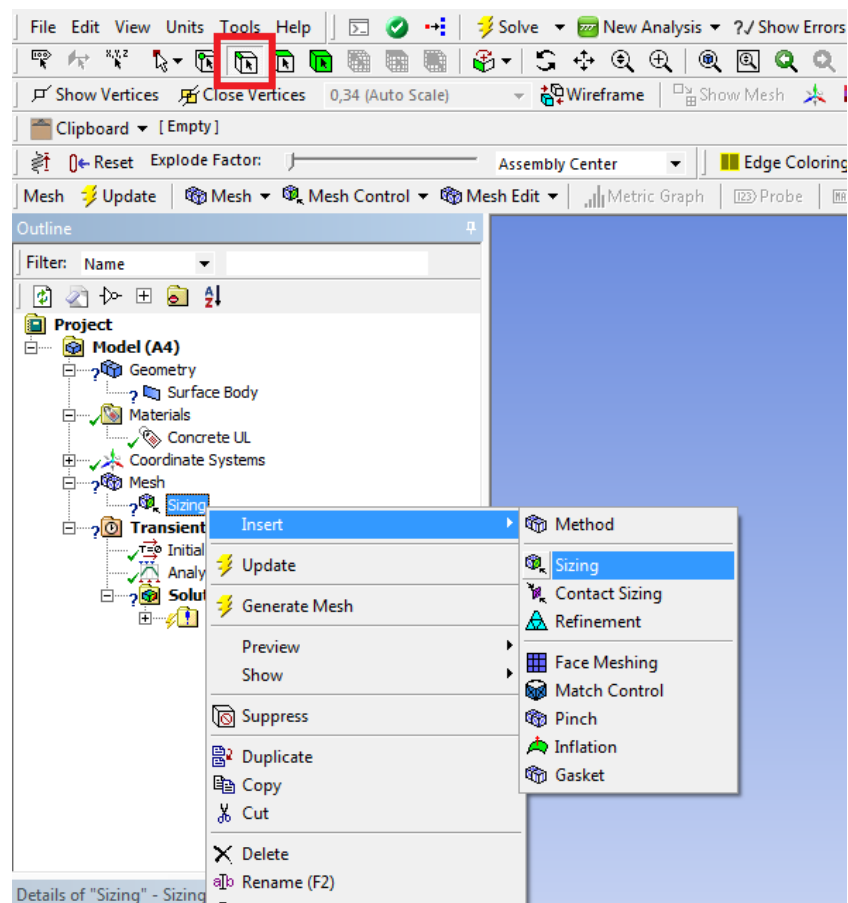 File Edit View Units Tools Help Solve New Analysis ?✓ Show Errors
X,Y,Z
Show Vertices Close Vertices 0,34 (Auto Scale) Wireframe Show Mesh
Clipboard [Empty]
Reset Explode Factor: Assembly Center Edge Coloring
Mesh Update Mesh Mesh Control Mesh Edit Metric Graph Probe
Outline
Filter: Name
Project
Model (A4)
Geometry
Surface Body
Materials
Concrete UL
Coordinate Systems
Mesh
Sizing
Insert Method
Transient
Initial
Update Sizing
Analy
Contact Sizing
Solut
Generate Mesh Refinement
Preview Face Meshing
Show Match Control
Suppress Pinch
Inflation
Duplicate
Copy Gasket
Cut
Delete
Rename (F2)
Details of "Sizing" - Sizing